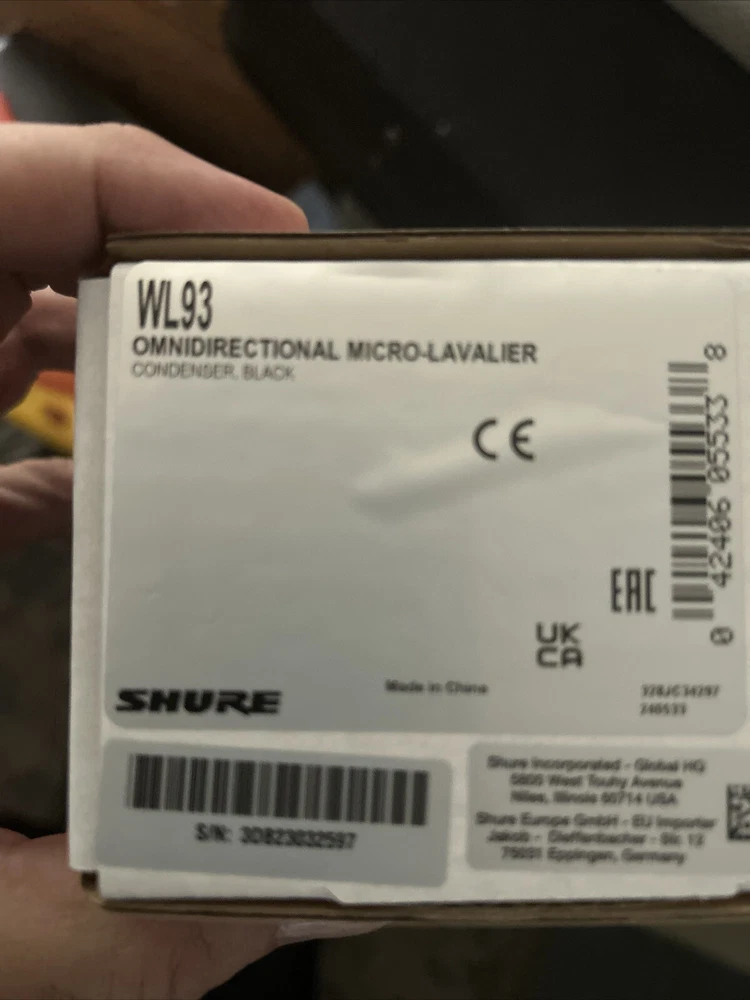 WL93
OMNIDIRECTIONAL MICRO-LAVALIER
CONDENSER, BLACK
CE
0 42406 05533 8
EAC
UK
CA
SHURE
Made in China
S/N: 3DB23032597
Shure Incorporated - Global HQ
5800 West Touhy Avenue
Niles, Illinois 60714 USA
Shure Europe GmbH - EU Importer
Jakob - Dieffenbacher - Str. 12
75031 Eppingen, Germany